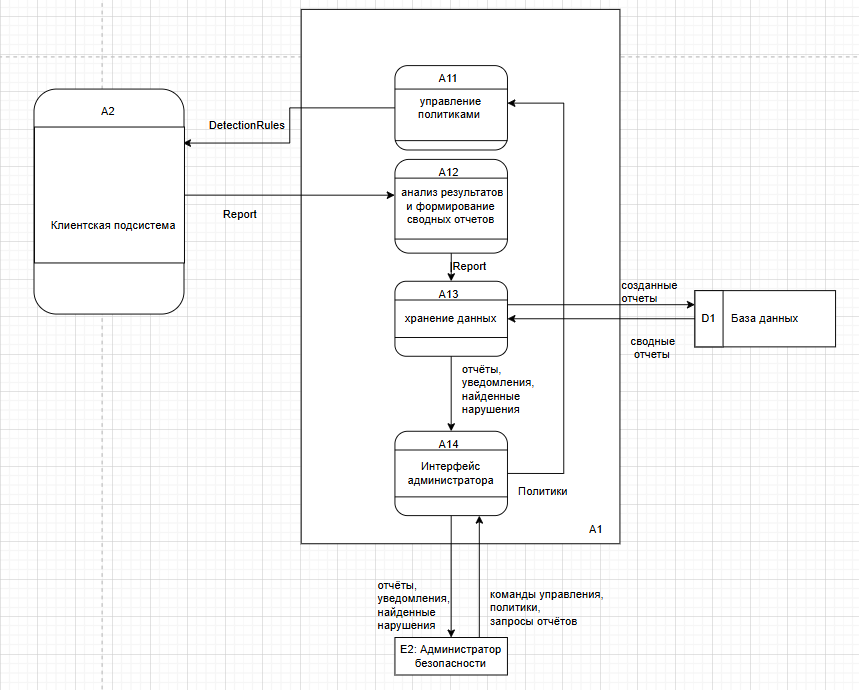 A2
Клиентская подсистема
DetectionRules
Report
A11
управление
политиками
A12
анализ результатов
и формирование
сводных отчетов
Report
A13
хранение данных
созданные
отчеты
D1
База данных
сводные
отчеты
отчёты,
уведомления,
найденные
нарушения
A14
Интерфейс
администратора
Политики
A1
отчёты,
уведомления,
найденные
нарушения
команды управления,
политики,
запросы отчётов
E2: Администратор
безопасности